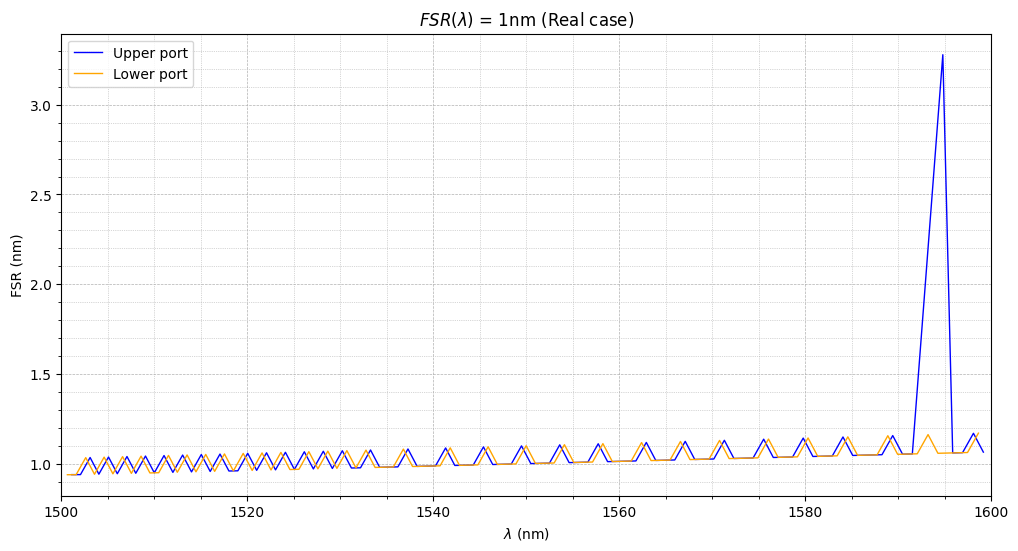 FSR(λ) = 1nm (Real case)
Upper port
Lower port
FSR (nm)
3.0
2.5
2.0
1.5
1.0
1500 1520 1540 1560 1580 1600
λ (nm)